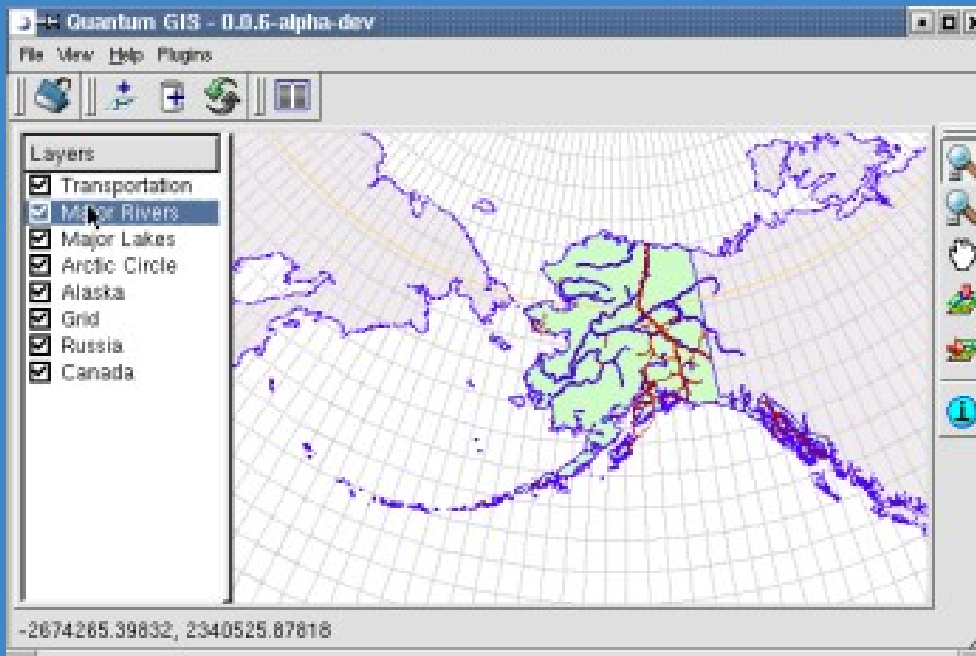 Quantum GIS - 0.0.6-alpha-dev
File View Help Plugins
Layers
Transportation
Major Rivers
Major Lakes
Arctic Circle
Alaska
Grid
Russia
Canada
-2674265.39832, 2340525.87818